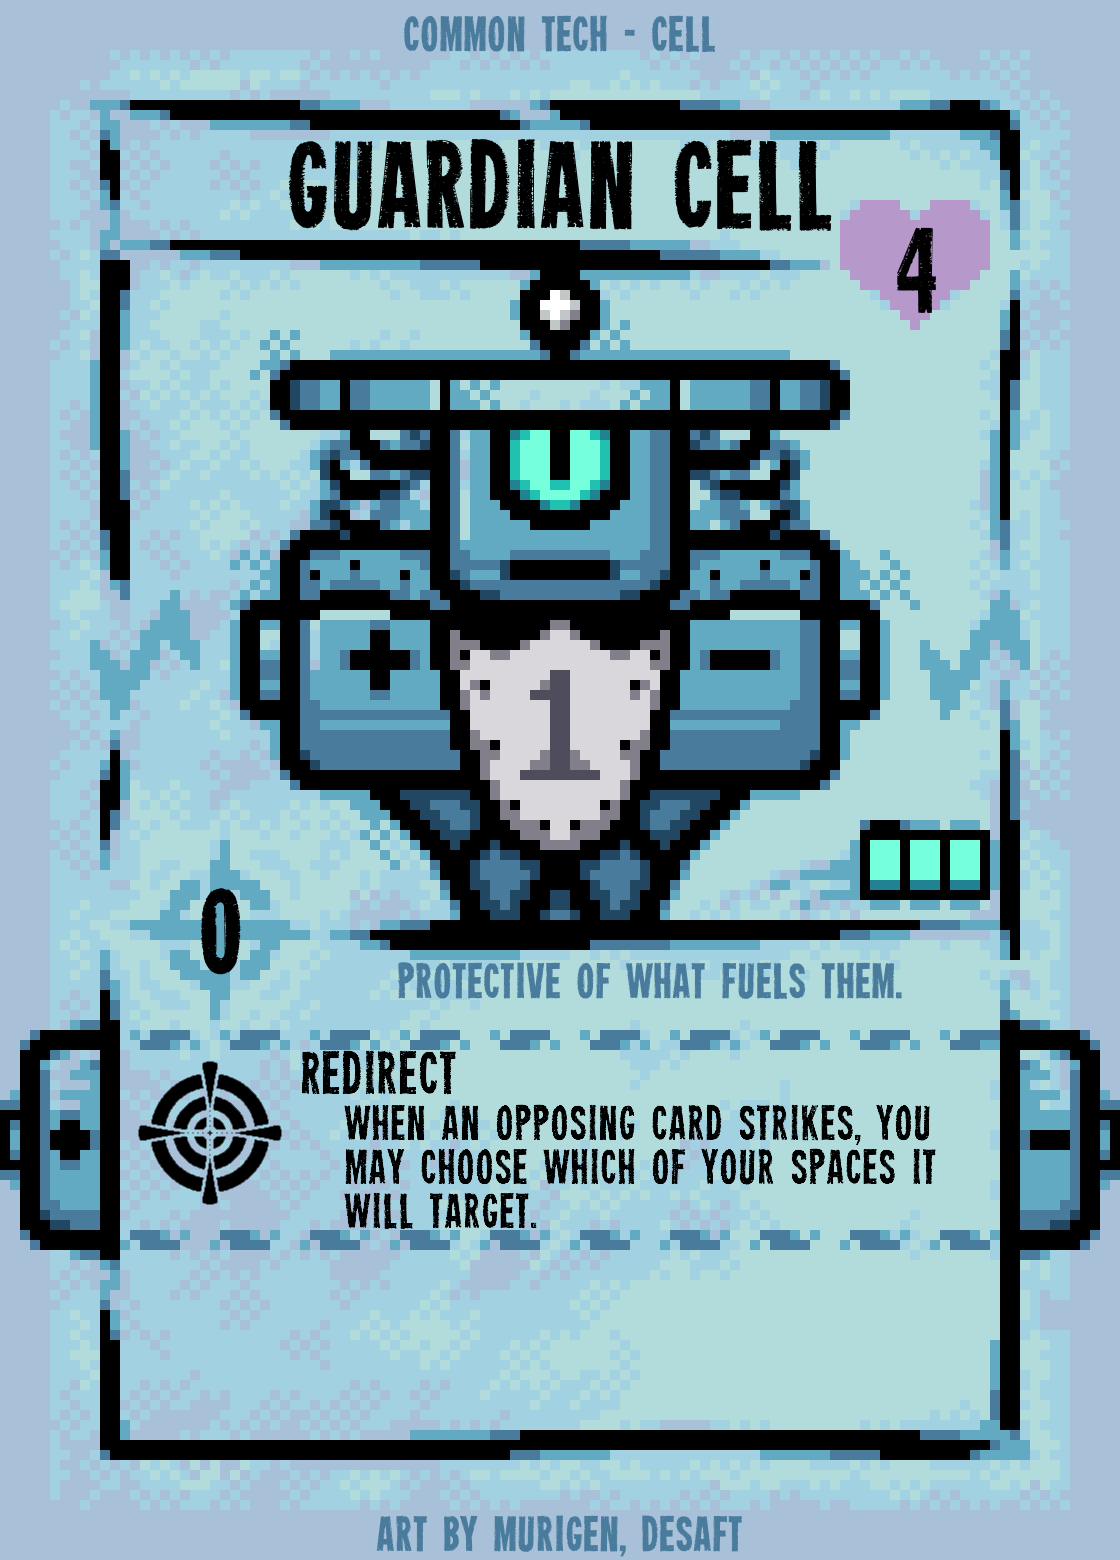 COMMON TECH - CELL
GUARDIAN CELL
4
+ -
1
0
PROTECTIVE OF WHAT FUELS THEM.
REDIRECT
WHEN AN OPPOSING CARD STRIKES, YOU
MAY CHOOSE WHICH OF YOUR SPACES IT
WILL TARGET.
+ -
ART BY MURIGEN, DESAFT